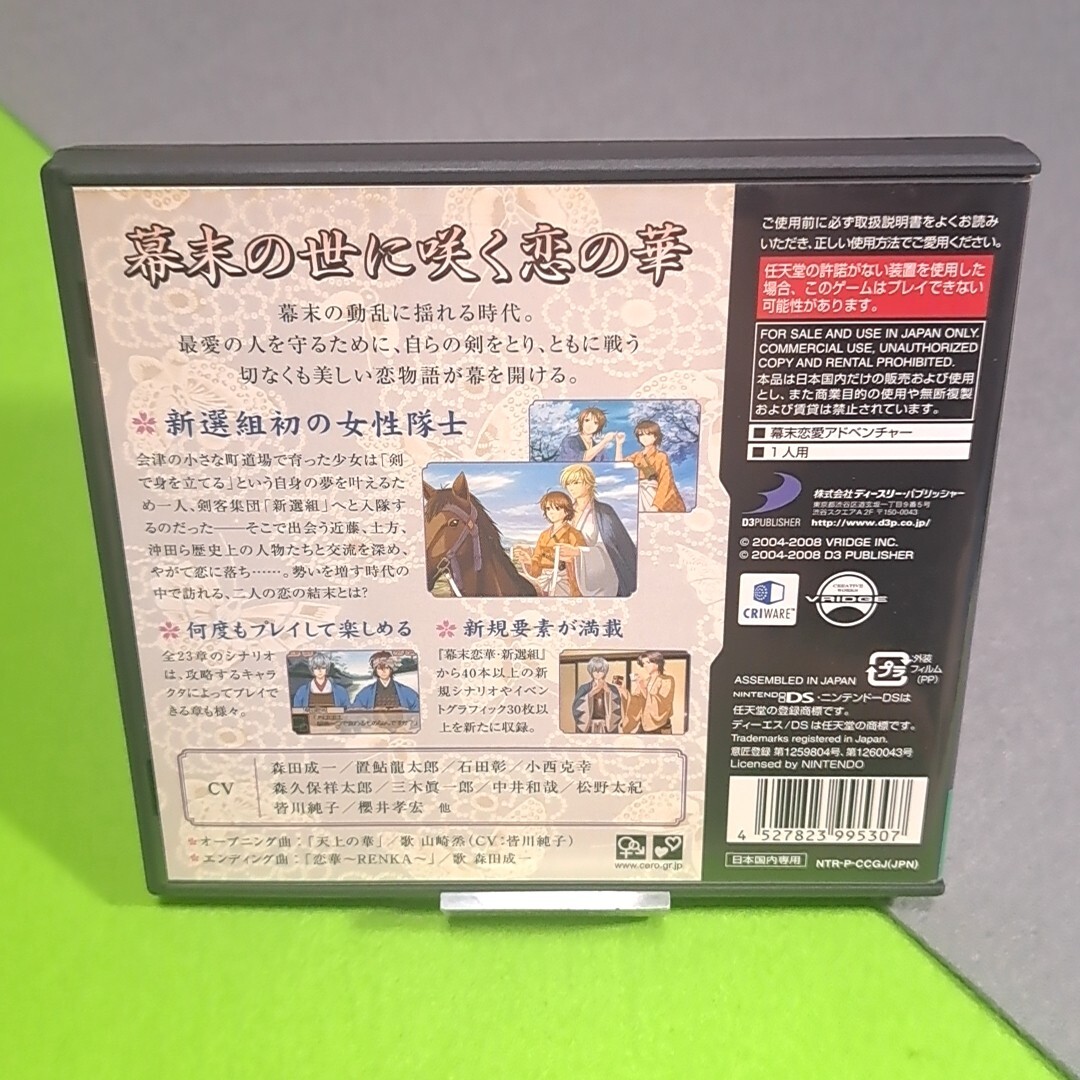 幕末の世に咲く恋の華
幕末の動乱に揺れる時代。
最愛の人を守るために、自らの剣をとり、ともに戦う
切なくも美しい恋物語が幕を開ける。
新選組初の女性隊士
会津の小さな町道場で育った少女は「剣
で身を立てる」という自身の夢を叶えるた
め一人、剣客集団「新選組」へと入隊す
るのだった——そこで出会う近藤、土方、
沖田ら歴史上の人物たちと交流を深め、
やがて恋に落ち……。勢いを増す時代の
中で訪れる、二人の恋の結末とは?
何度もプレイして楽しめる
全23章のシナリオ
は、攻略するキャラ
クタによってプレイで
きる章も様々。
新規要素が満載
『幕末恋華・新選組』
から40本以上の新
規シナリオやイベン
トグラフィック30枚以
上を新たに収録。
CV
森田成一/置鮎龍太郎/石田彰/小西克幸
森久保祥太郎/三木眞一郎/中井和哉/松野太紀
皆川純子/櫻井孝宏 他
オープニング曲:「天上の華」/歌 山崎烝(CV:皆川純子)
エンディング曲:「恋華~RENKA~」/歌 森田成一
www.cero.gr.jp
ご使用前に必ず取扱説明書をよくお読み
いただき、正しい使用方法でご愛用ください。
任天堂の許諾がない装置を使用した
場合、このゲームはプレイできない
可能性があります。
FOR SALE AND USE IN JAPAN ONLY.
COMMERCIAL USE, UNAUTHORIZED
COPY AND RENTAL PROHIBITED.
本品は日本国内だけの販売および使用
とし、また商業目的の使用や無断複製
および賃貸は禁止されています。
■ 幕末恋愛アドベンチャー
■ 1人用
D3PUBLISHER
株式会社ディースリー・パブリッシャー
東京都渋谷区道玄坂一丁目9番5号
渋谷スクエアA 2F 〒150-0043
http://www.d3p.co.jp/
© 2004-2008 VRIDGE INC.
© 2004-2008 D3 PUBLISHER
CRIWARE™
CREATIVE WORKS
VRIDGE
プラ
外装
フィルム
(PP)
ASSEMBLED IN JAPAN
NINTENDO DS・ニンテンドーDSは
任天堂の登録商標です。
ディーエス/DSは任天堂の商標です。
Trademarks registered in Japan.
意匠登録 第1259804号、第1260043号
Licensed by NINTENDO
4 527823 995307
日本国内専用
NTR-P-CCGJ(JPN)